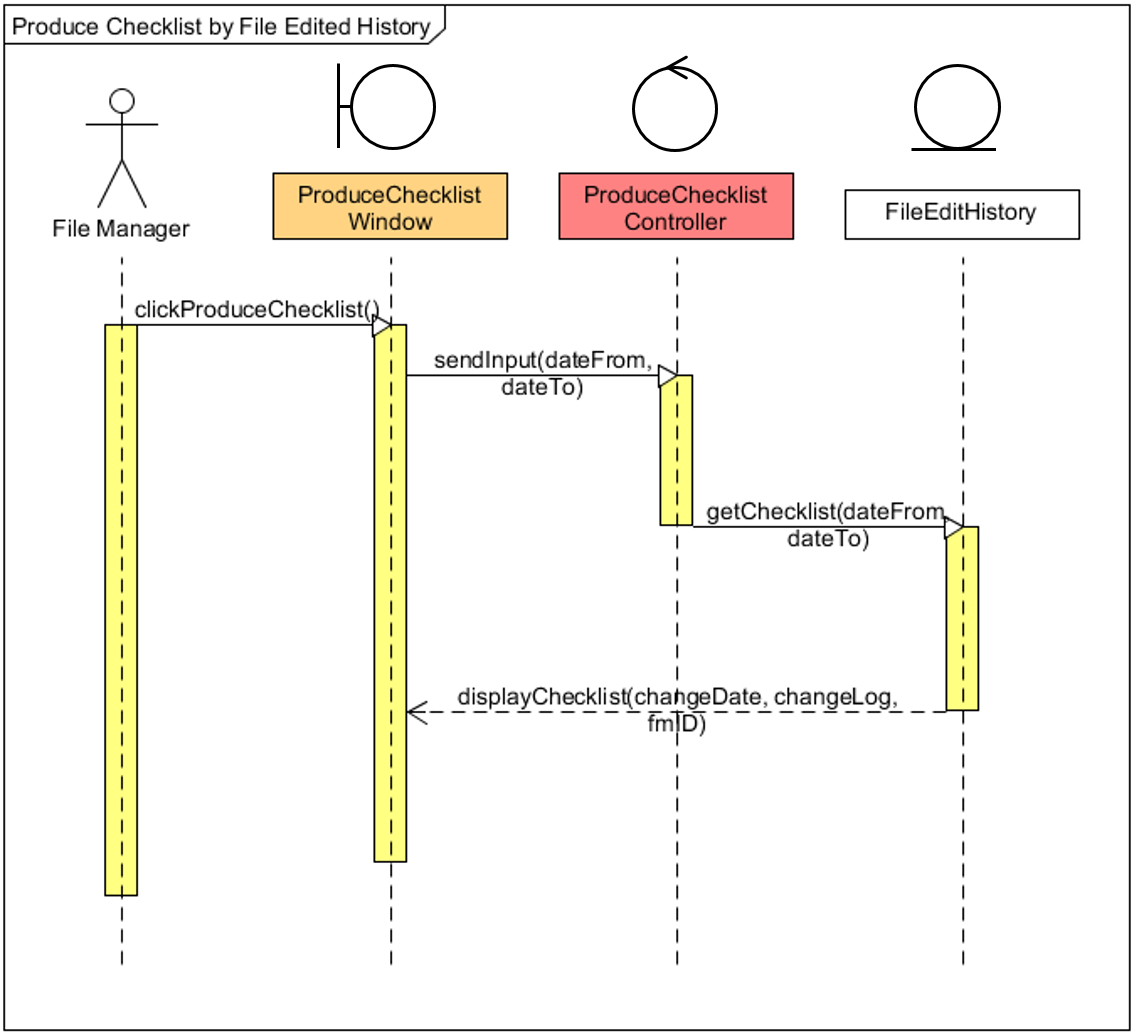 Produce Checklist by File Edited History
File Manager
ProduceChecklist
Window
ProduceChecklist
Controller
FileEditHistory
clickProduceChecklist()
sendInput(dateFrom,
dateTo)
getChecklist(dateFrom,
dateTo)
displayChecklist(changeDate, changeLog,
fmID)